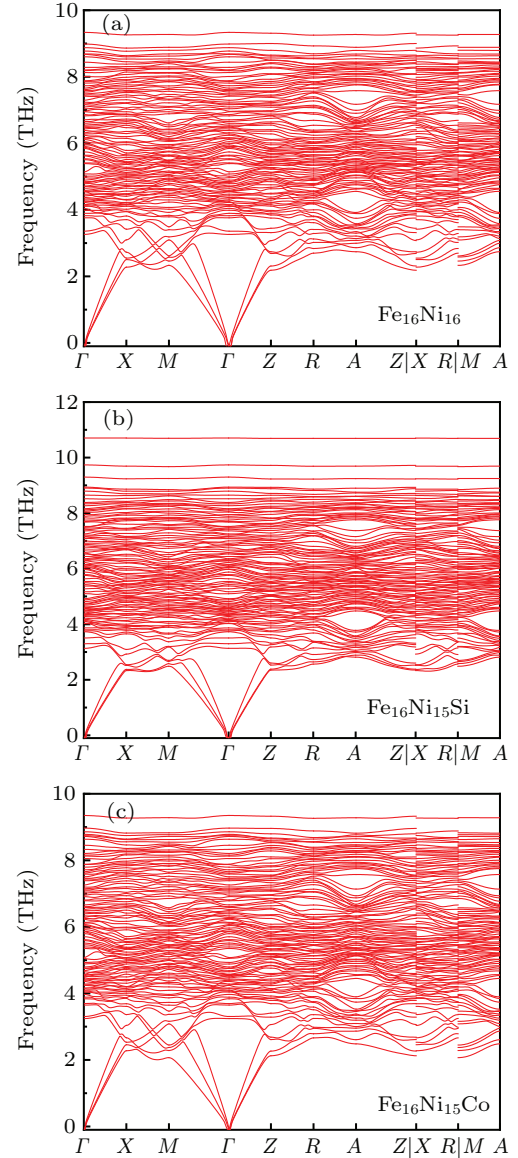 (a)
10
8
6
4
2
0
Frequency (THz)
Fe₁₆Ni₁₆
Γ X M Γ Z R A Z|X R|M A
(b)
12
10
8
6
4
2
0
Frequency (THz)
Fe₁₆Ni₁₅Si
Γ X M Γ Z R A Z|X R|M A
(c)
10
8
6
4
2
0
Frequency (THz)
Fe₁₆Ni₁₅Co
Γ X M Γ Z R A Z|X R|M A